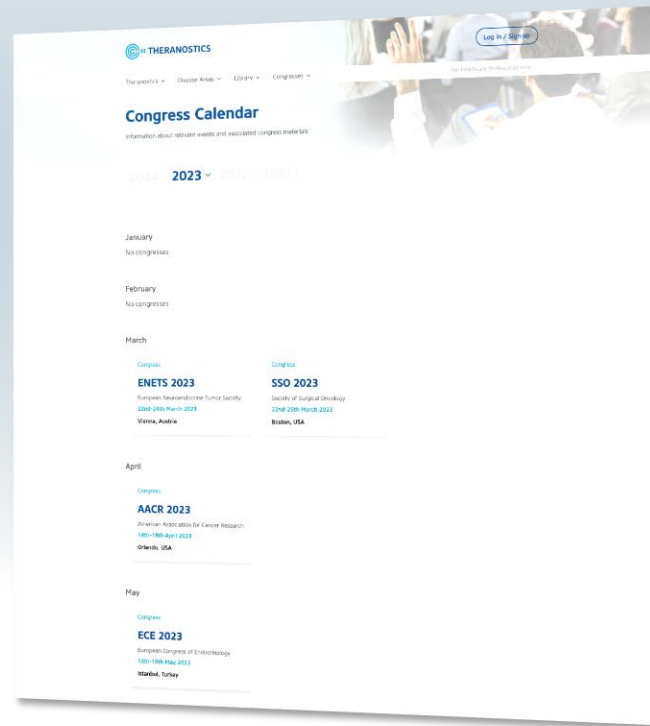 THERANOSTICS
Log in / Sign up
Theranostics
Disease Areas
Library
Congresses
Congress Calendar
Information about relevant events and associated congress materials
2024 2023
January
No congresses
February
No congresses
March
Congress
ENETS 2023
European Neuroendocrine Tumor Society
22nd-24th March 2023
Vienna, Austria
Congress
SSO 2023
Society of Surgical Oncology
22nd-25th March 2023
Boston, USA
April
Congress
AACR 2023
American Association for Cancer Research
14th-19th April 2023
Orlando, USA
May
Congress
ECE 2023
European Congress of Endocrinology
13th-16th May 2023
Istanbul, Turkey